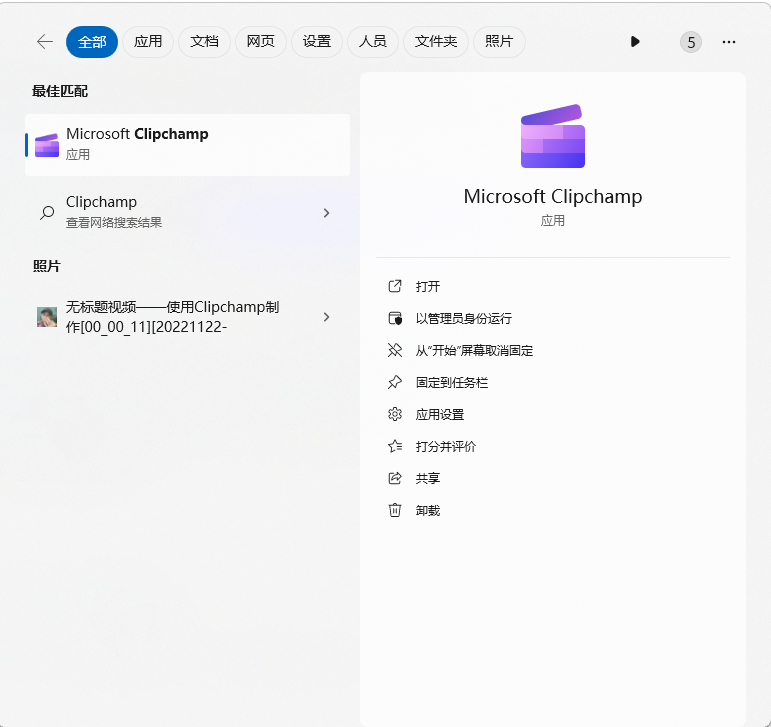 全部 应用 文档 网页 设置 人员 文件夹 照片 5
最佳匹配
Microsoft Clipchamp
应用
Clipchamp
查看网络搜索结果
照片
无标题视频——使用Clipchamp制
作[00_00_11][20221122-
Microsoft Clipchamp
应用
打开
以管理员身份运行
从“开始”屏幕取消固定
固定到任务栏
应用设置
打分并评价
共享
卸载